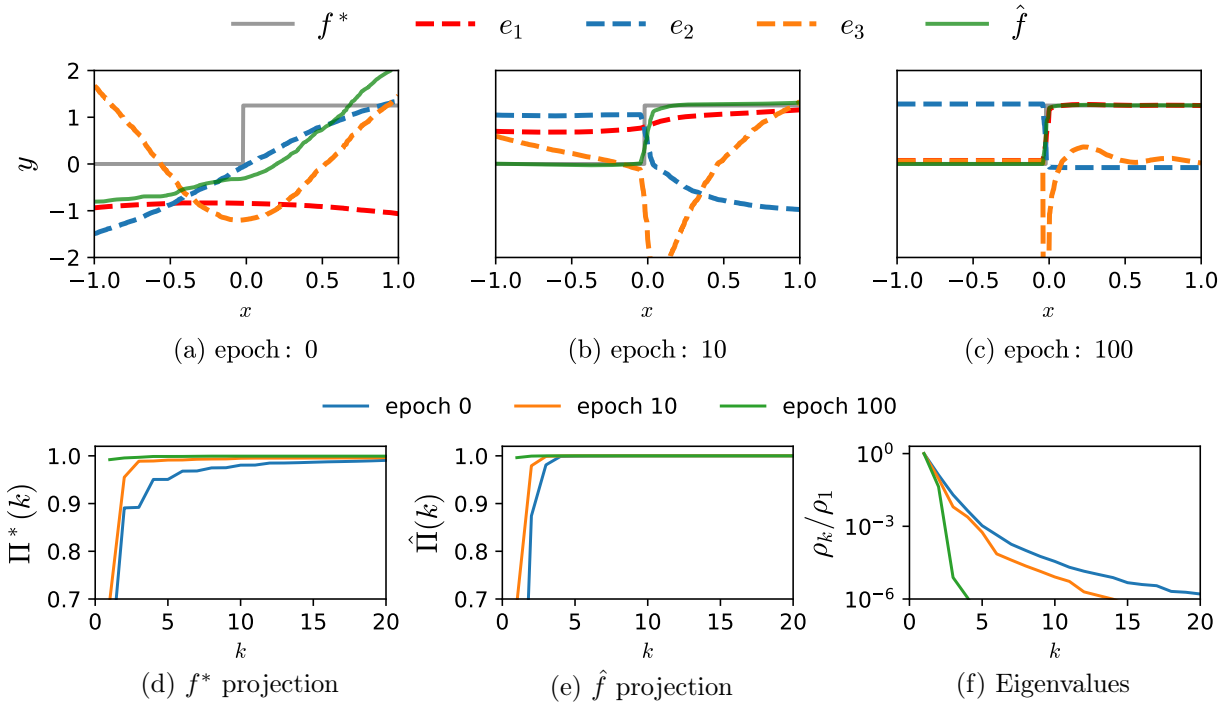 f* e₁ e₂ e₃ f̂
2 1 0 −1 −2
y
−1.0 −0.5 0.0 0.5 1.0
−1.0 −0.5 0.0 0.5 1.0
−1.0 −0.5 0.0 0.5 1.0
x x x
(a) epoch: 0
(b) epoch: 10
(c) epoch: 100
epoch 0 epoch 10 epoch 100
1.0 0.9 0.8 0.7
Π*(k)
0 5 10 15 20
k
(d) f* projection
1.0 0.9 0.8 0.7
Π̂(k)
0 5 10 15 20
k
(e) f̂ projection
10⁰ 10⁻³ 10⁻⁶
ρₖ/ρ₁
0 5 10 15 20
k
(f) Eigenvalues